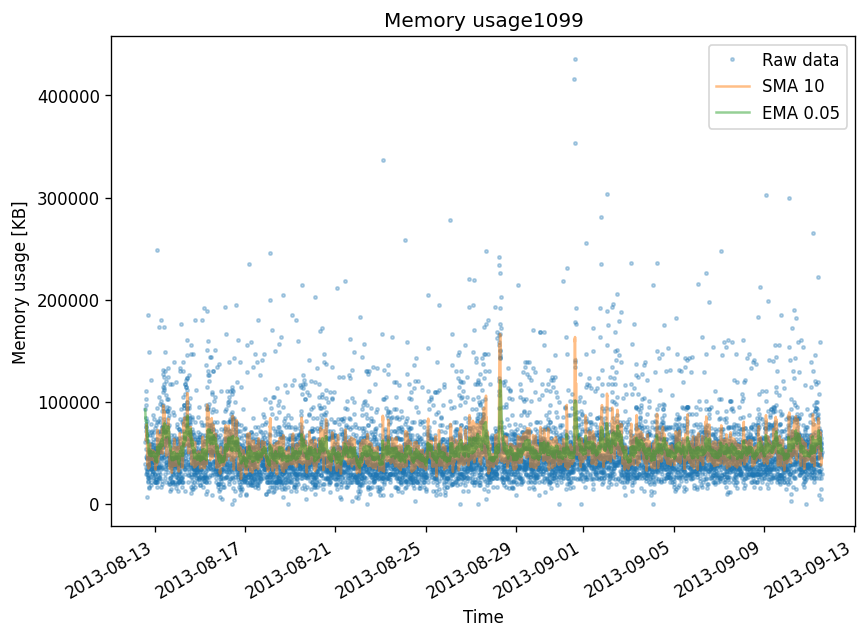 Memory usage1099
Raw data
SMA 10
EMA 0.05
Memory usage [KB]
400000
300000
200000
100000
0
2013-08-13
2013-08-17
2013-08-21
2013-08-25
2013-08-29
2013-09-01
2013-09-05
2013-09-09
2013-09-13
Time